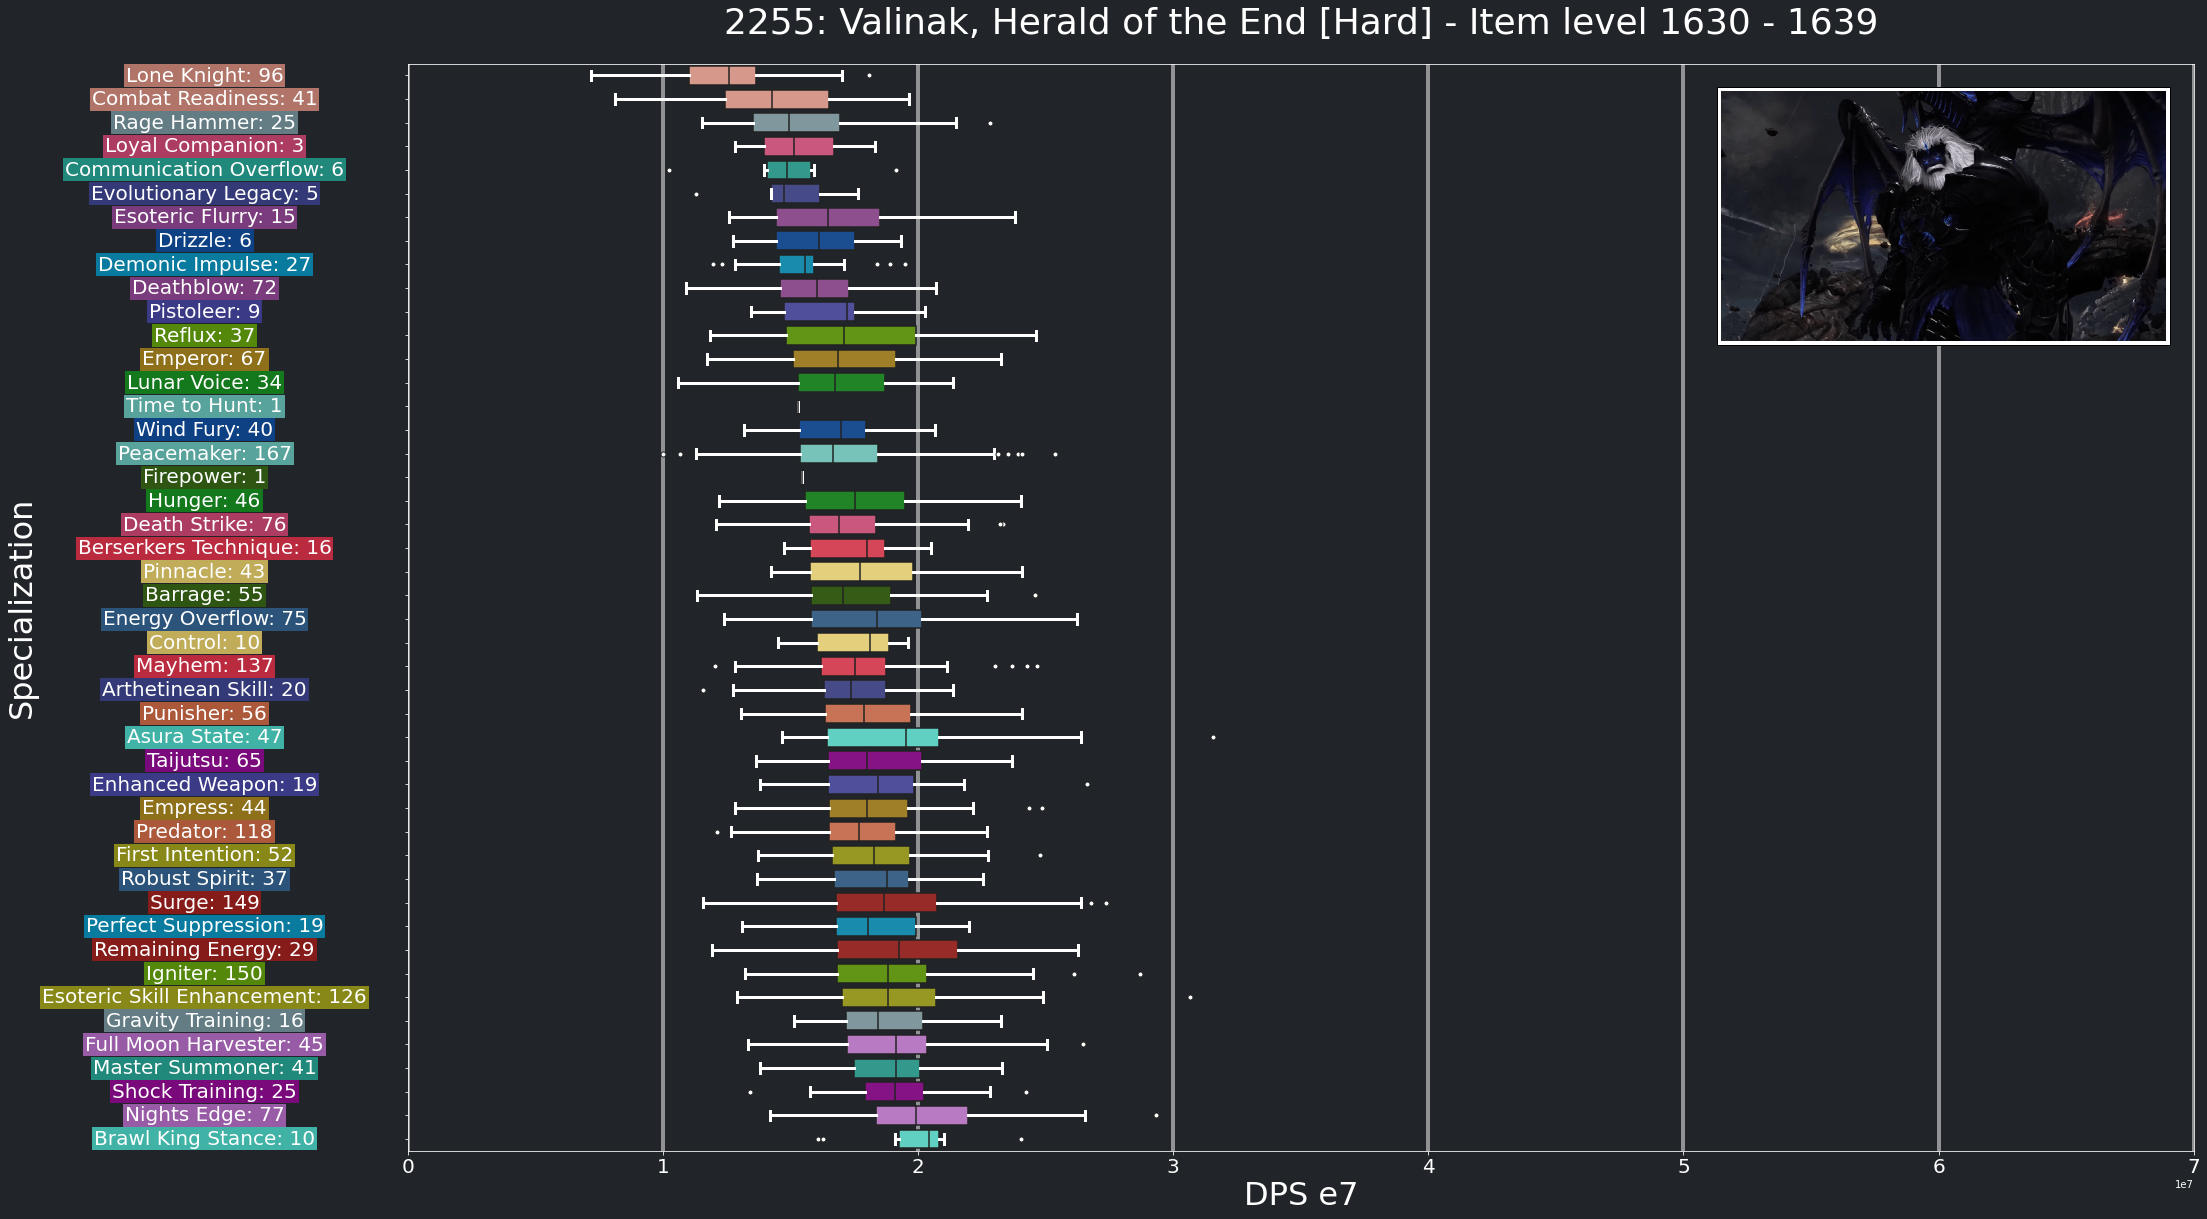 2255: Valinak, Herald of the End [Hard] - Item level 1630 - 1639
Lone Knight: 96
Combat Readiness: 41
Rage Hammer: 25
Loyal Companion: 3
Communication Overflow: 6
Evolutionary Legacy: 5
Esoteric Flurry: 15
Drizzle: 6
Demonic Impulse: 27
Deathblow: 72
Pistoleer: 9
Reflux: 37
Emperor: 67
Lunar Voice: 34
Time to Hunt: 1
Wind Fury: 40
Peacemaker: 167
Firepower: 1
Hunger: 46
Death Strike: 76
Berserkers Technique: 16
Pinnacle: 43
Barrage: 55
Energy Overflow: 75
Control: 10
Mayhem: 137
Arthetinean Skill: 20
Punisher: 56
Asura State: 47
Taijutsu: 65
Enhanced Weapon: 19
Empress: 44
Predator: 118
First Intention: 52
Robust Spirit: 37
Surge: 149
Perfect Suppression: 19
Remaining Energy: 29
Igniter: 150
Esoteric Skill Enhancement: 126
Gravity Training: 16
Full Moon Harvester: 45
Master Summoner: 41
Shock Training: 25
Nights Edge: 77
Brawl King Stance: 10
Specialization
0 1 2 3 4 5 6 7
1e7
DPS e7